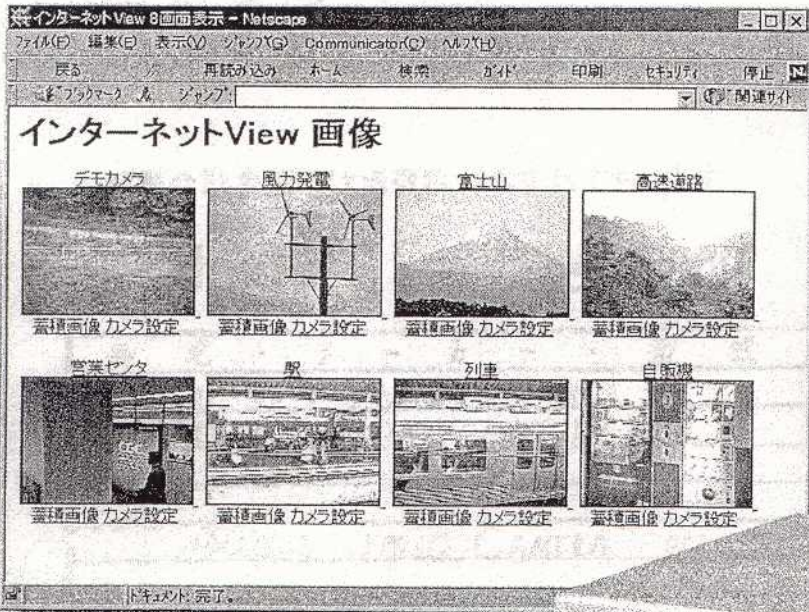 インターネットView 8画面表示 - Netscape
ファイル(F) 編集(E) 表示(V) ジャンプ(G) Communicator(C) ヘルプ(H)
戻る 再読み込み ホーム 検索 ガイド 印刷 セキュリティ 停止 N
ブックマーク ジャンプ: 関連サイト
インターネットView 画像
デモカメラ 風力発電 富士山 高速道路
蓄積画像 カメラ設定 蓄積画像 カメラ設定 蓄積画像 カメラ設定 蓄積画像 カメラ設定
営業センタ 駅 列車 自販機
蓄積画像 カメラ設定 蓄積画像 カメラ設定 蓄積画像 カメラ設定 蓄積画像 カメラ設定
ドキュメント: 完了。